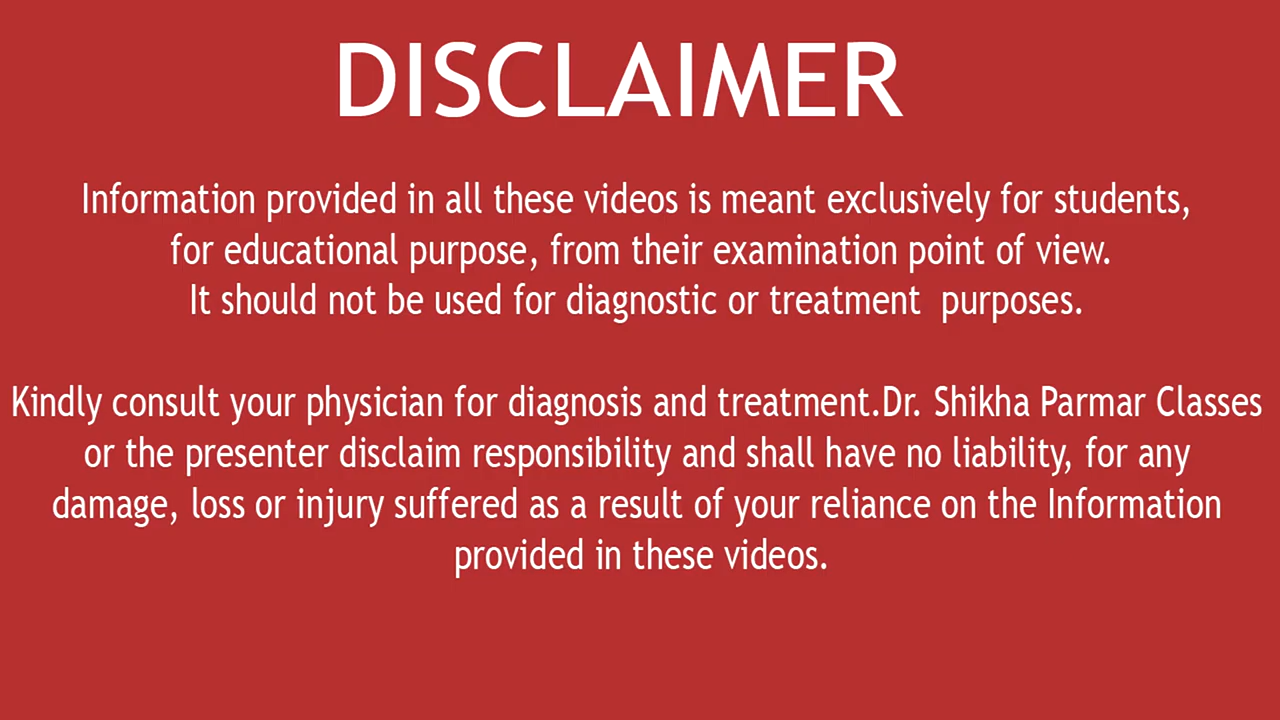 DISCLAIMER
Information provided in all these videos is meant exclusively for students,
for educational purpose, from their examination point of view.
It should not be used for diagnostic or treatment  purposes.
Kindly consult your physician for diagnosis and treatment.Dr. Shikha Parmar Classes
or the presenter disclaim responsibility and shall have no liability, for any
damage, loss or injury suffered as a result of your reliance on the Information
provided in these videos.